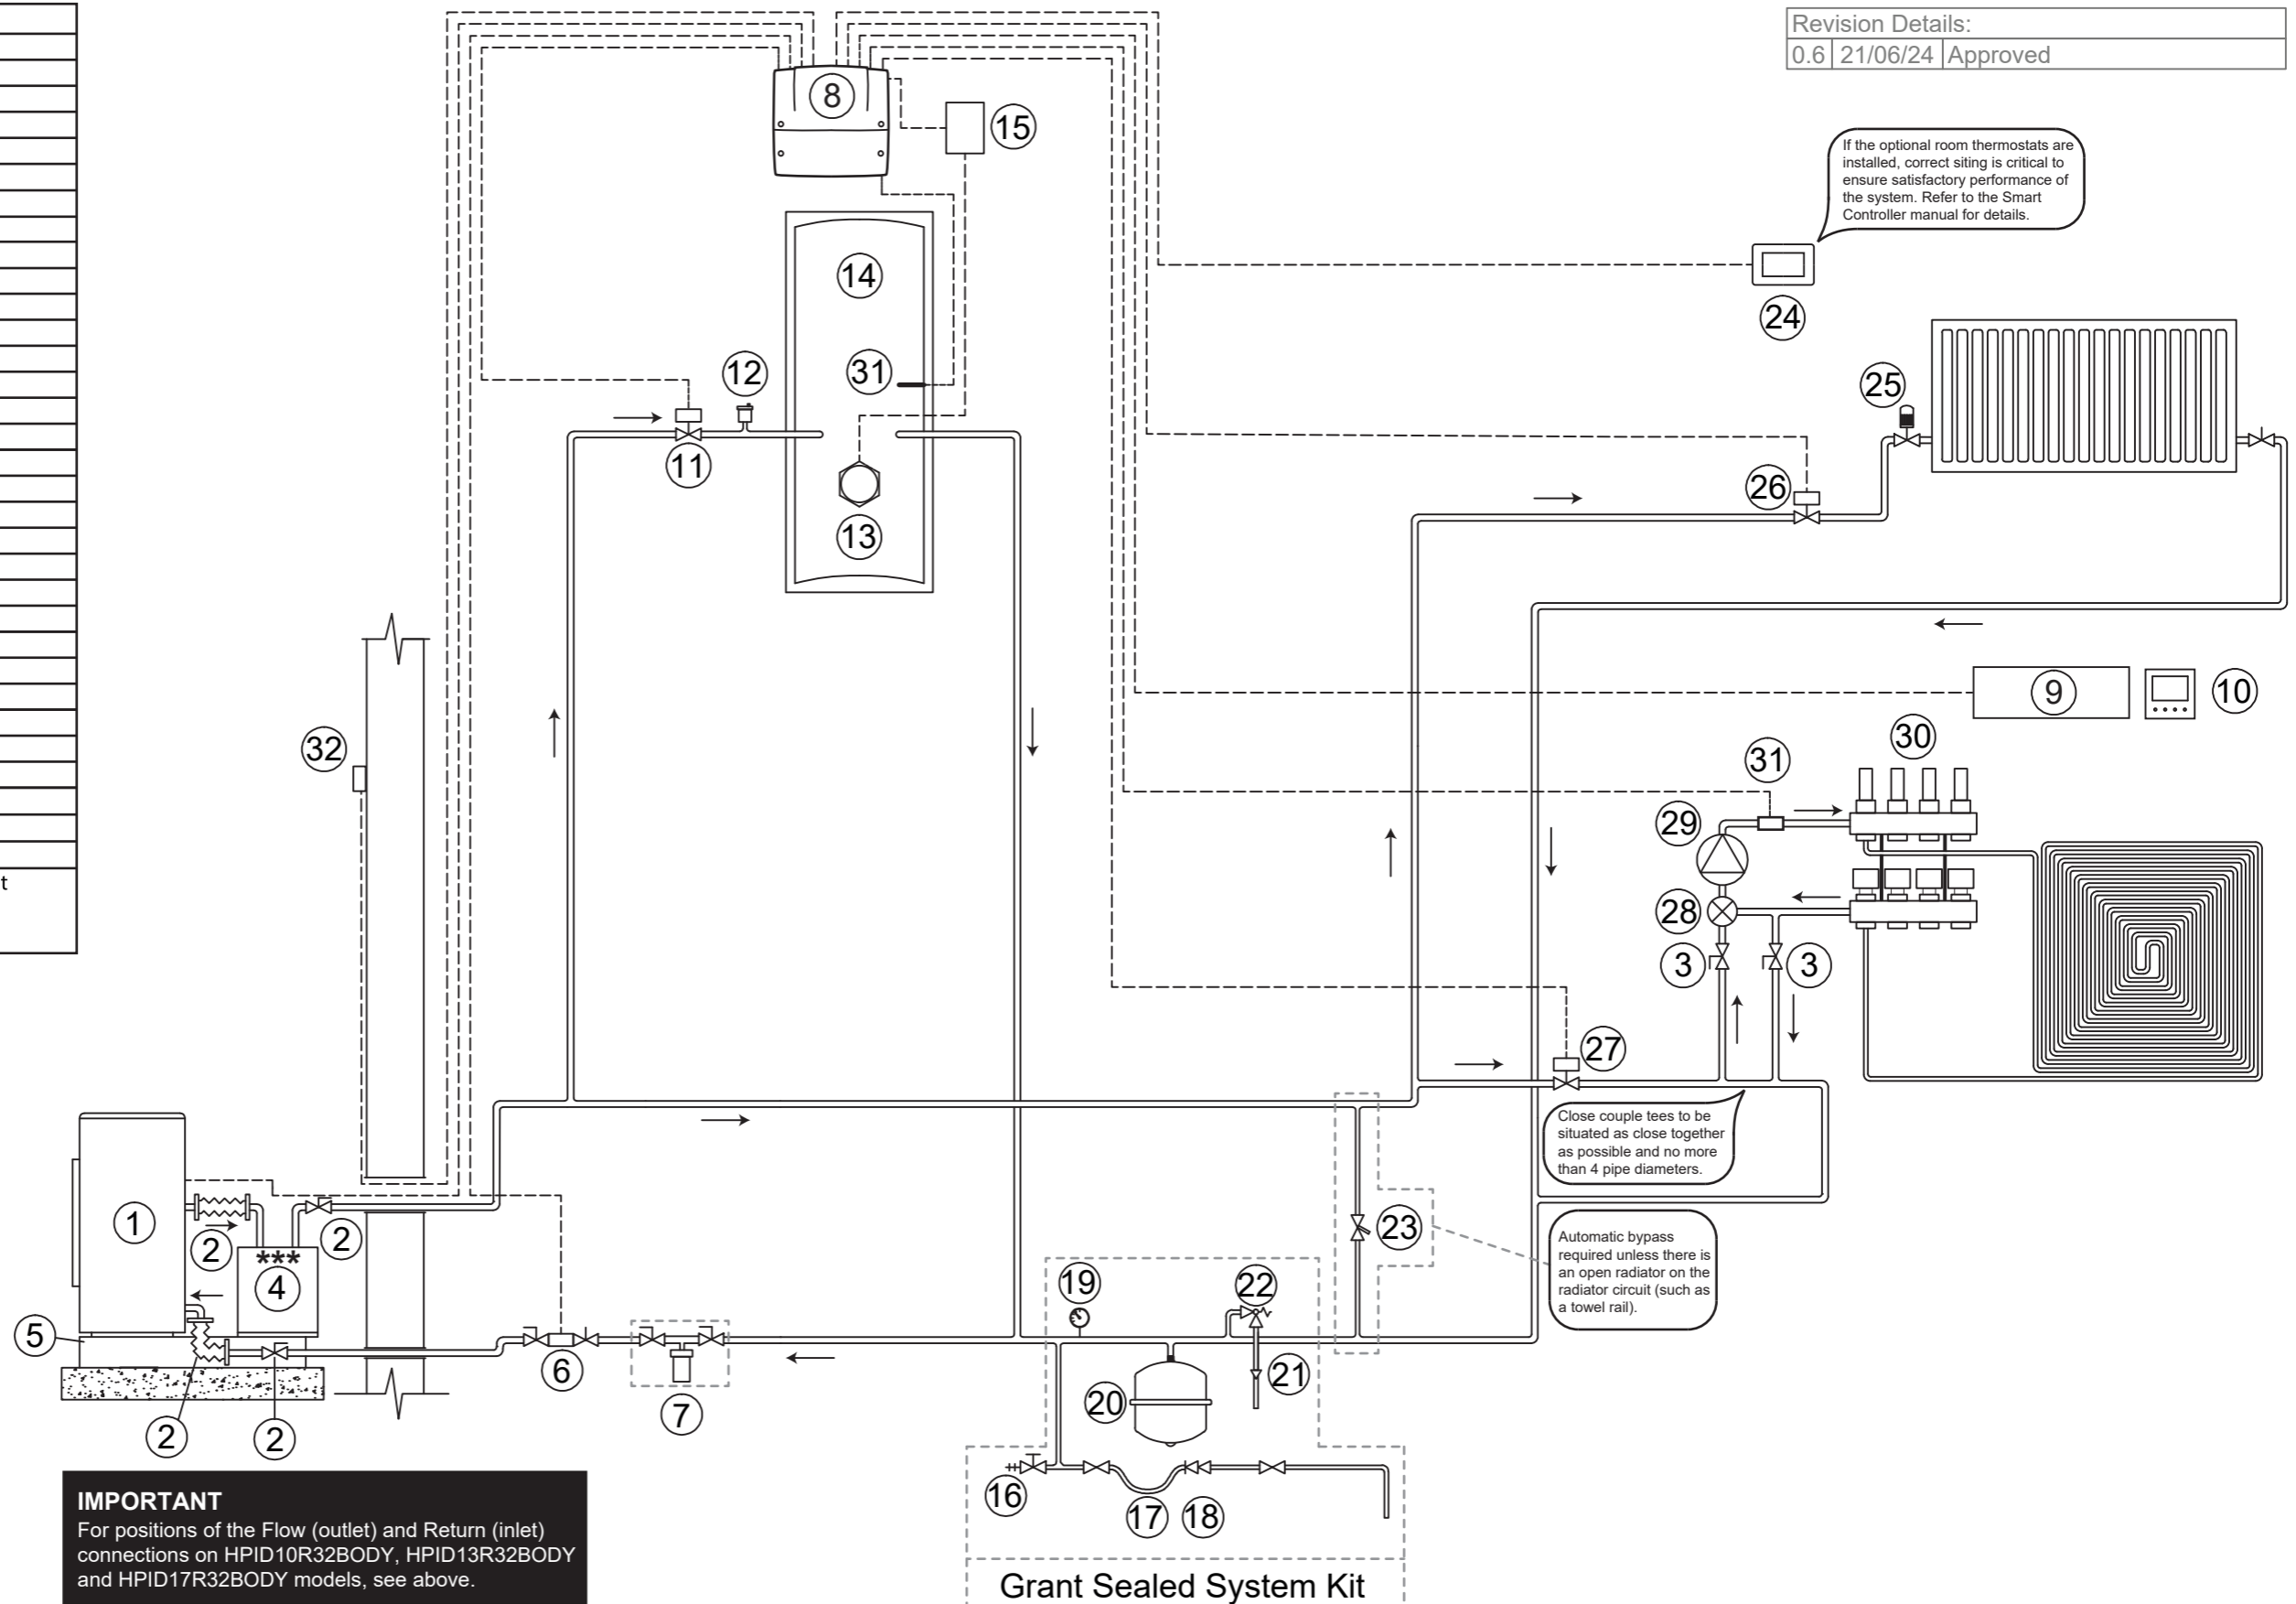 Revision Details:
0.6 21/06/24 Approved
8
15
If the optional room thermostats are
installed, correct siting is critical to
ensure satisfactory performance of
the system. Refer to the Smart
Controller manual for details.
14
24
12
31
25
11
26
13
9
10
32
30
31
29
28
3
3
27
Close couple tees to be
situated as close together
as possible and no more
than 4 pipe diameters.
1
2
2
***
4
23
Automatic bypass
required unless there is
an open radiator on the
radiator circuit (such as
a towel rail).
19
22
5
6
7
20
21
2
2
16
17
18
IMPORTANT
For positions of the Flow (outlet) and Return (inlet)
connections on HPID10R32BODY, HPID13R32BODY
and HPID17R32BODY models, see above.
Grant Sealed System Kit
t